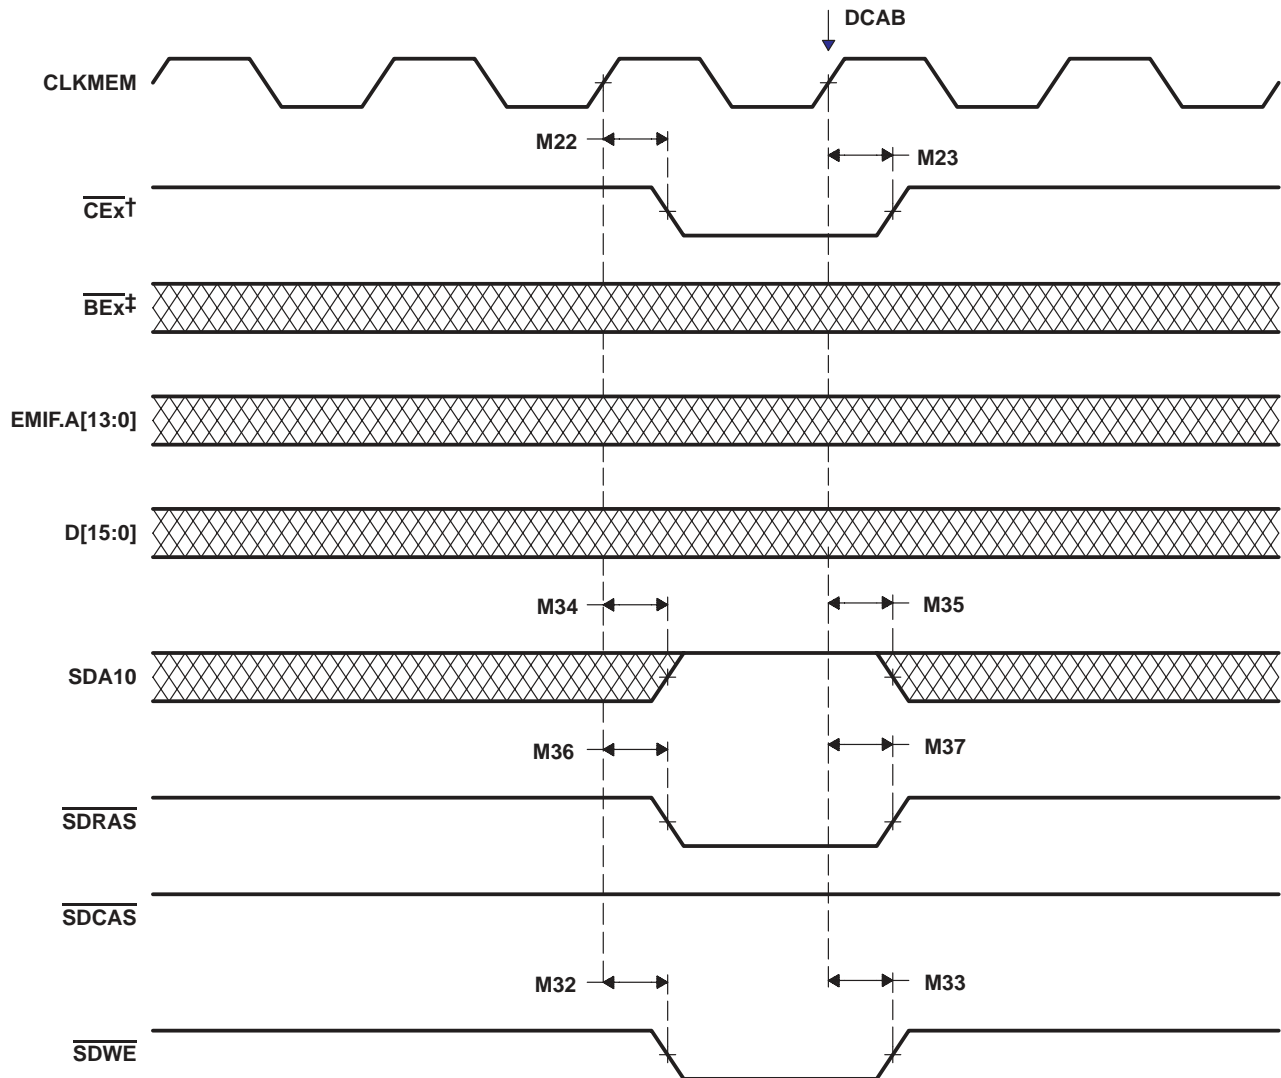 DCAB
CLKMEM
M22
M23
CEx†
BEx‡
EMIF.A[13:0]
D[15:0]
M34
M35
SDA10
M36
M37
SDRAS
SDCAS
M32
M33
SDWE